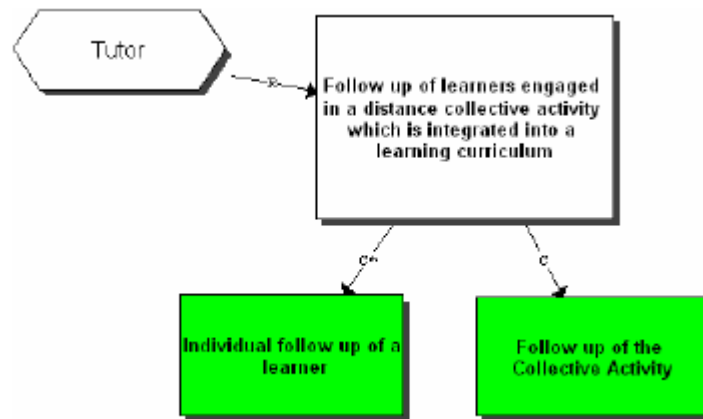 Tutor
R
Follow up of learners engaged
in a distance collective activity
which is integrated into a
learning curriculum
C*
C
Individual follow up of a
learner
Follow up of the
Collective Activity